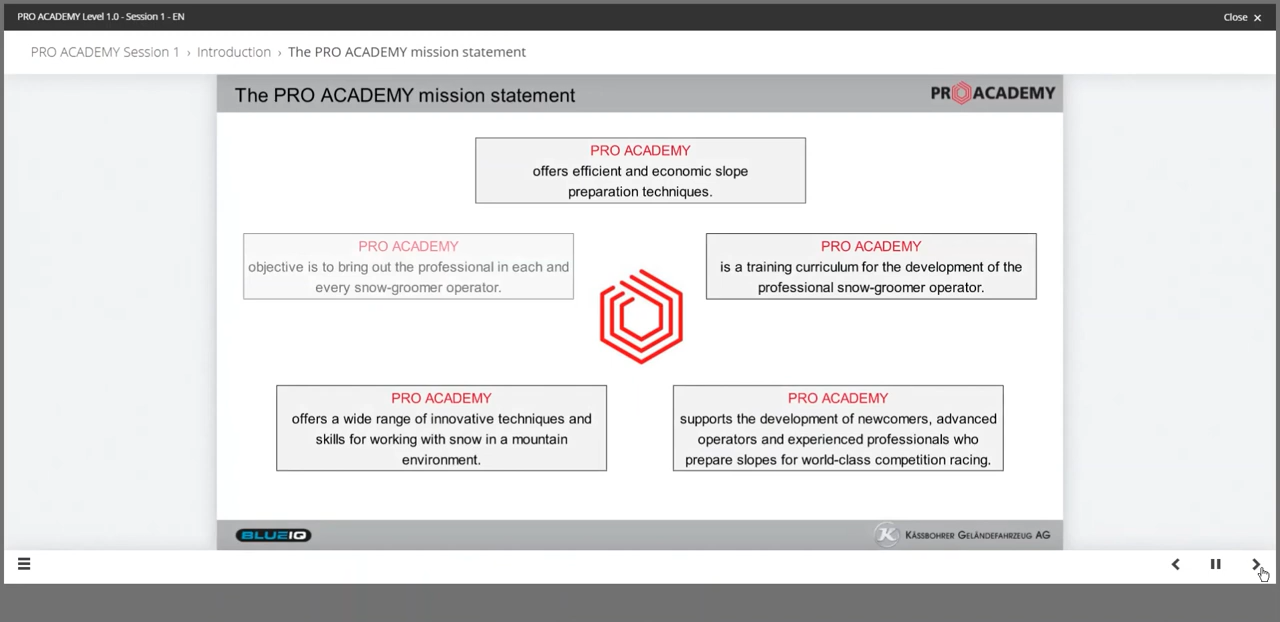 PRO ACADEMY Level 1.0 - Session 1 - EN
Close ×
PRO ACADEMY Session 1 › Introduction › The PRO ACADEMY mission statement
The PRO ACADEMY mission statement
PRO ACADEMY
PRO ACADEMY
offers efficient and economic slope
preparation techniques.
PRO ACADEMY
objective is to bring out the professional in each and
every snow-groomer operator.
PRO ACADEMY
is a training curriculum for the development of the
professional snow-groomer operator.
PRO ACADEMY
offers a wide range of innovative techniques and
skills for working with snow in a mountain
environment.
PRO ACADEMY
supports the development of newcomers, advanced
operators and experienced professionals who
prepare slopes for world-class competition racing.
BLUEIQ
K KÄSSBOHRER GELÄNDEFAHRZEUG AG